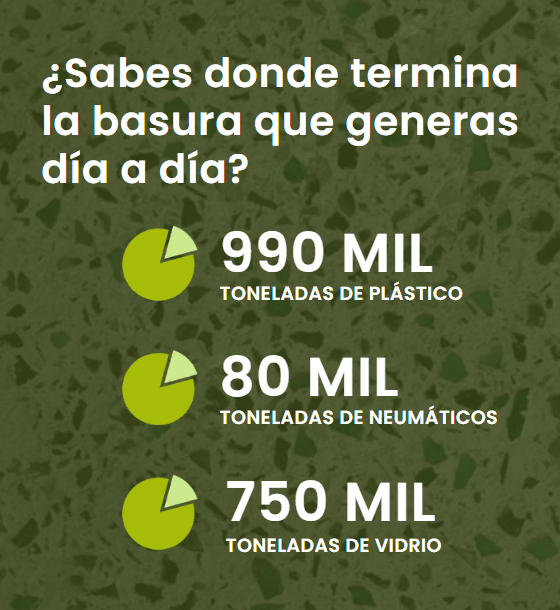 ¿Sabes donde termina
la basura que generas
día a día?
990 MIL
TONELADAS DE PLÁSTICO
80 MIL
TONELADAS DE NEUMÁTICOS
750 MIL
TONELADAS DE VIDRIO